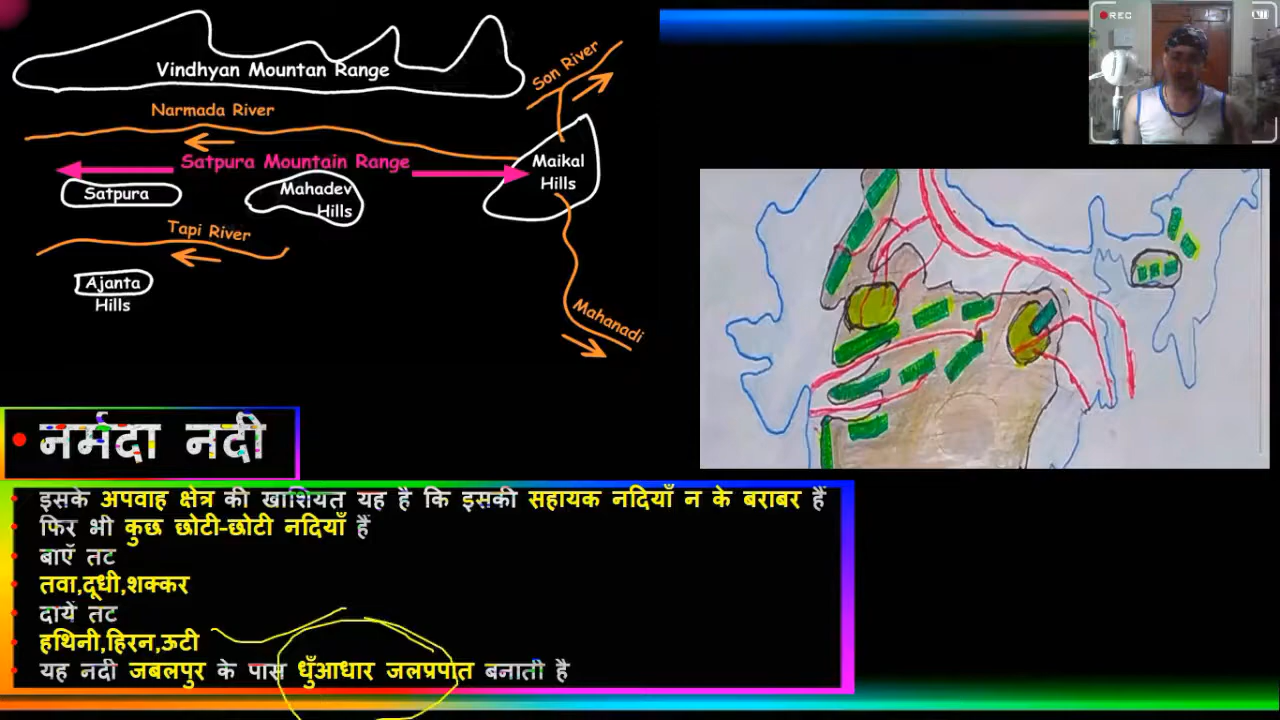 REC
Vindhyan Mountan Range
Son River
Narmada River
Satpura Mountain Range
Maikal
Hills
Satpura
Mahadev
Hills
Tapi River
Ajanta
Hills
Mahanadi
नर्मदा नदी
इसके अपवाह क्षेत्र की खाशियत यह है कि इसकी सहायक नदियाँ न के बराबर हैं
फिर भी कुछ छोटी-छोटी नदियाँ हैं
बाएँ तट
तवा,दूधी,शक्कर
दायें तट
हथिनी,हिरन,ऊटी
यह नदी जबलपुर के पास धुँआधार जलप्रपात बनाती है